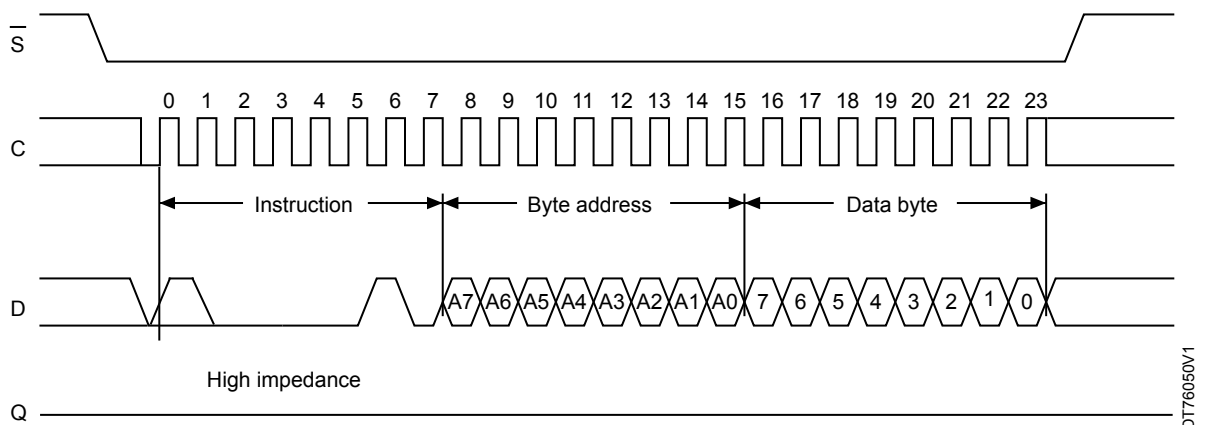 S
0 1 2 3 4 5 6 7 8 9 10 11 12 13 14 15 16 17 18 19 20 21 22 23
C
Instruction Byte address Data byte
D A7 A6 A5 A4 A3 A2 A1 A0 7 6 5 4 3 2 1 0
High impedance
Q
DT76050V1